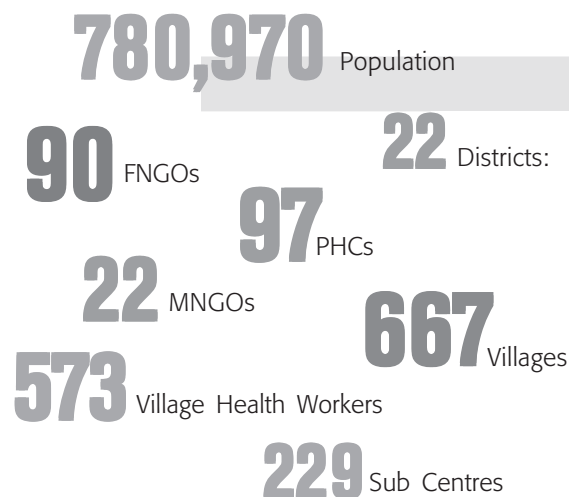 780,970 Population
22 Districts:
90 FNGOs
97 PHCs
22 MNGOs
667 Villages
573 Village Health Workers
229 Sub Centres